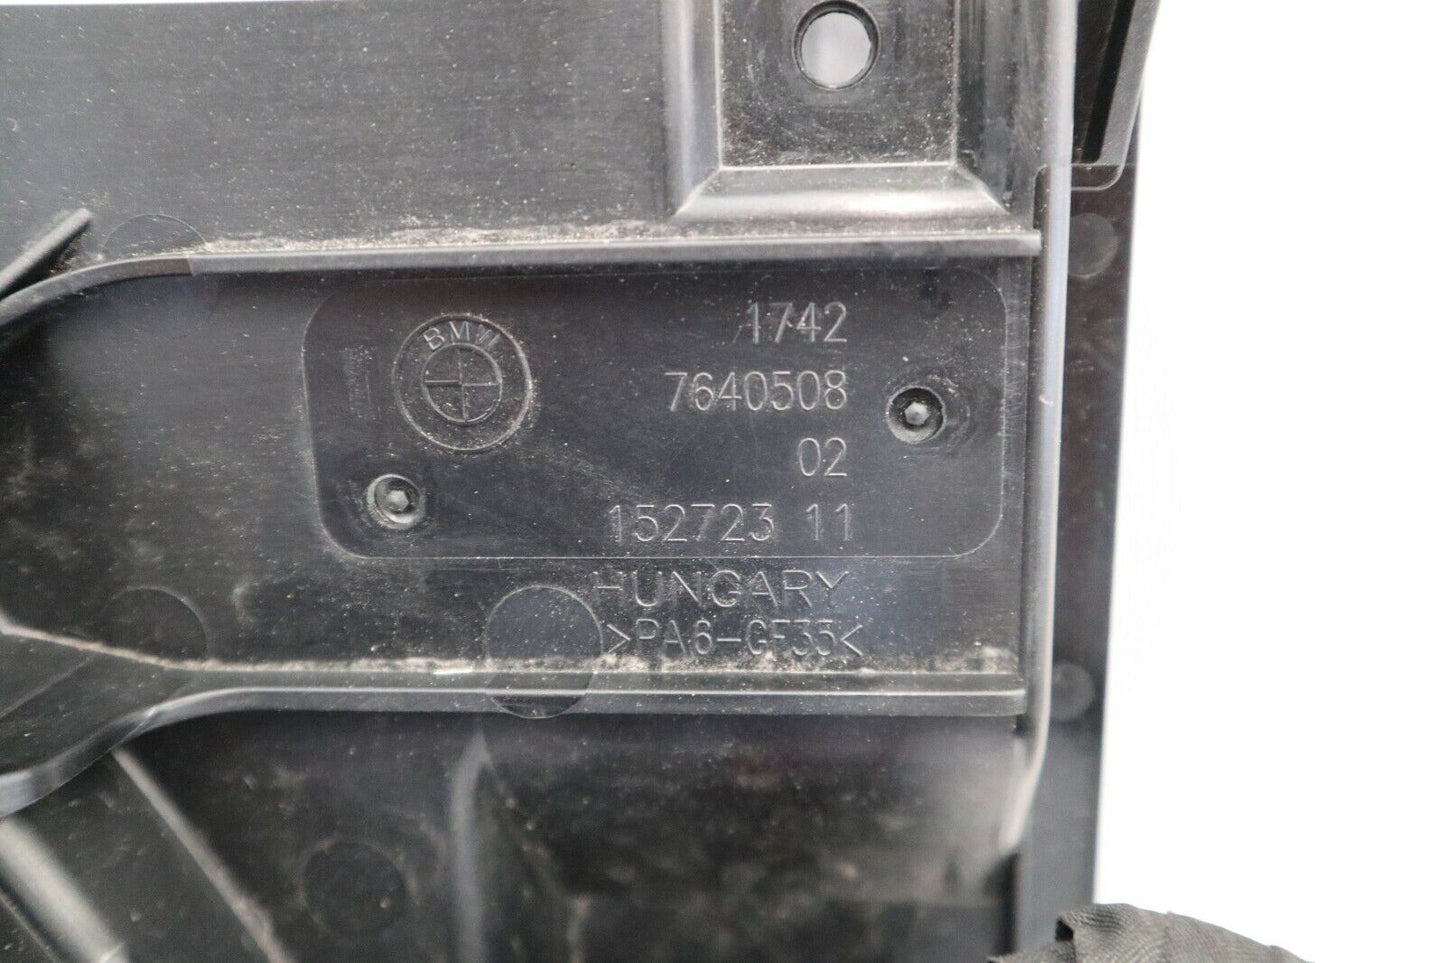 BMW
1742
7640508
02
152723 11
HUNGARY
>PA6-GF35<